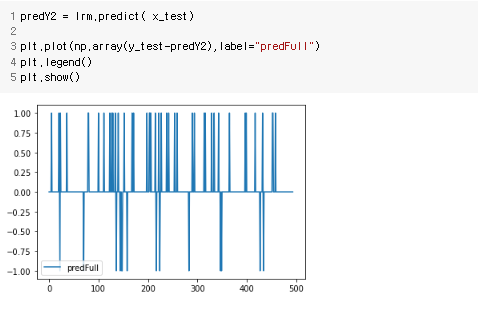 1 predY2 = lrm.predict( x_test)
2
3 plt.plot(np.array(y_test-predY2),label="predFull")
4 plt.legend()
5 plt.show()
1.00
0.75
0.50
0.25
0.00
−0.25
−0.50
−0.75
−1.00
predFull
0 100 200 300 400 500